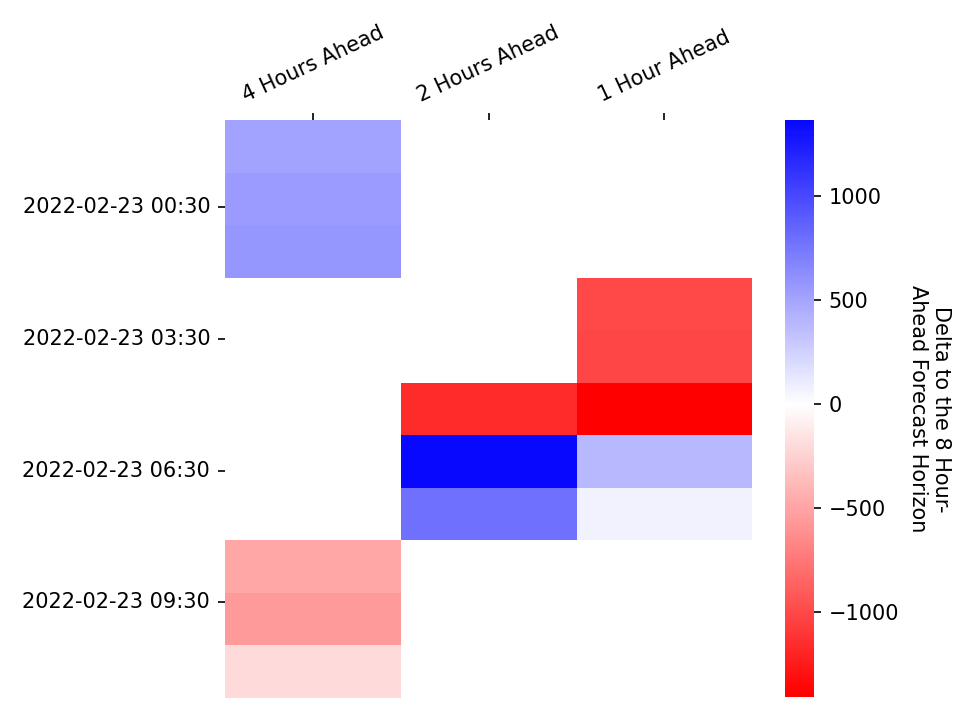 4 Hours Ahead
2 Hours Ahead
1 Hour Ahead
2022-02-23 00:30
2022-02-23 03:30
2022-02-23 06:30
2022-02-23 09:30
1000
500
0
−500
−1000
Delta to the 8 Hour-
Ahead Forecast Horizon